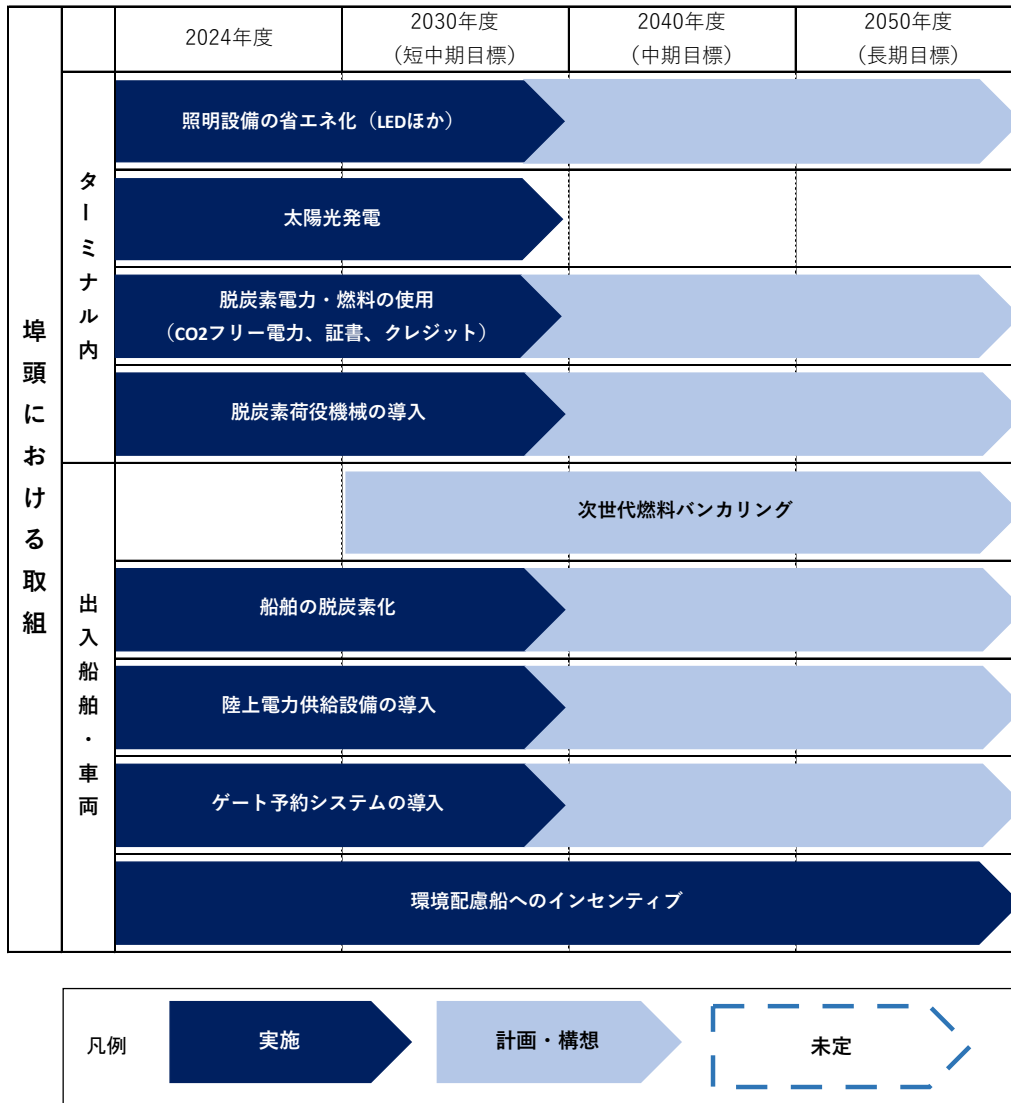 2024年度
2030年度
(短中期目標)
2040年度
(中期目標)
2050年度
(長期目標)
埠頭における取組
ターミナル内
照明設備の省エネ化（LEDほか）
太陽光発電
脱炭素電力・燃料の使用
（CO2フリー電力、証書、クレジット）
脱炭素荷役機械の導入
出入船舶・車両
次世代燃料バンカリング
船舶の脱炭素化
陸上電力供給設備の導入
ゲート予約システムの導入
環境配慮船へのインセンティブ
凡例
実施
計画・構想
未定